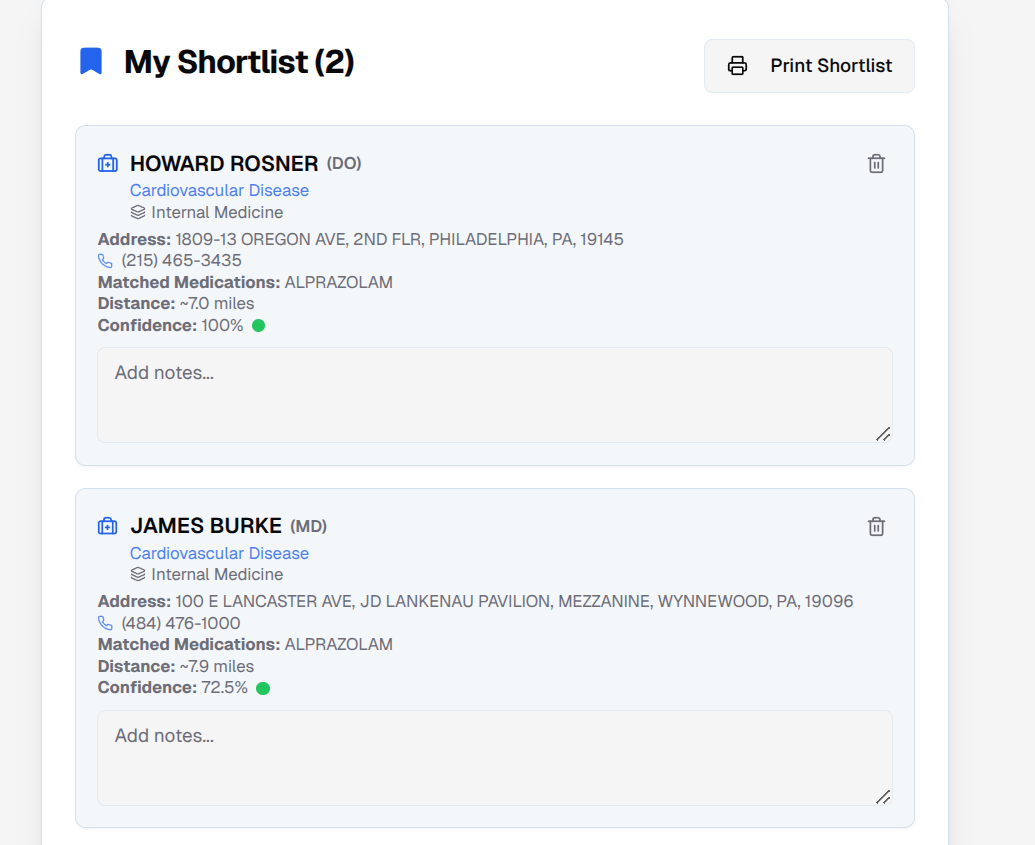 My Shortlist (2)
Print Shortlist
HOWARD ROSNER (DO)
Cardiovascular Disease
Internal Medicine
Address: 1809-13 OREGON AVE, 2ND FLR, PHILADELPHIA, PA, 19145
(215) 465-3435
Matched Medications: ALPRAZOLAM
Distance: ~7.0 miles
Confidence: 100%
Add notes...
JAMES BURKE (MD)
Cardiovascular Disease
Internal Medicine
Address: 100 E LANCASTER AVE, JD LANKENAU PAVILION, MEZZANINE, WYNNEWOOD, PA, 19096
(484) 476-1000
Matched Medications: ALPRAZOLAM
Distance: ~7.9 miles
Confidence: 72.5%
Add notes...